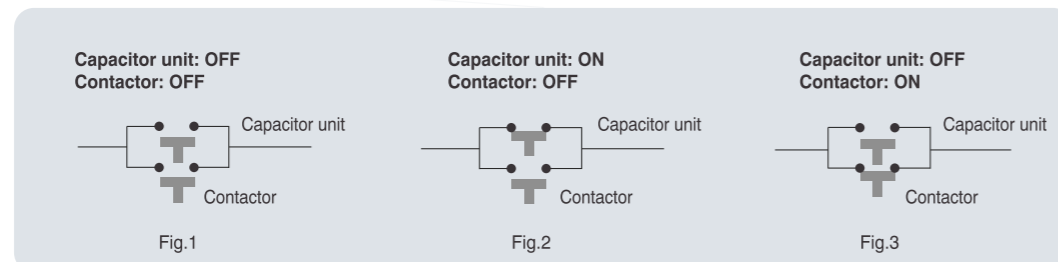 Capacitor unit: OFF
Contactor: OFF
Capacitor unit
Contactor
Fig.1
Capacitor unit: ON
Contactor: OFF
Capacitor unit
Contactor
Fig.2
Capacitor unit: OFF
Contactor: ON
Capacitor unit
Contactor
Fig.3